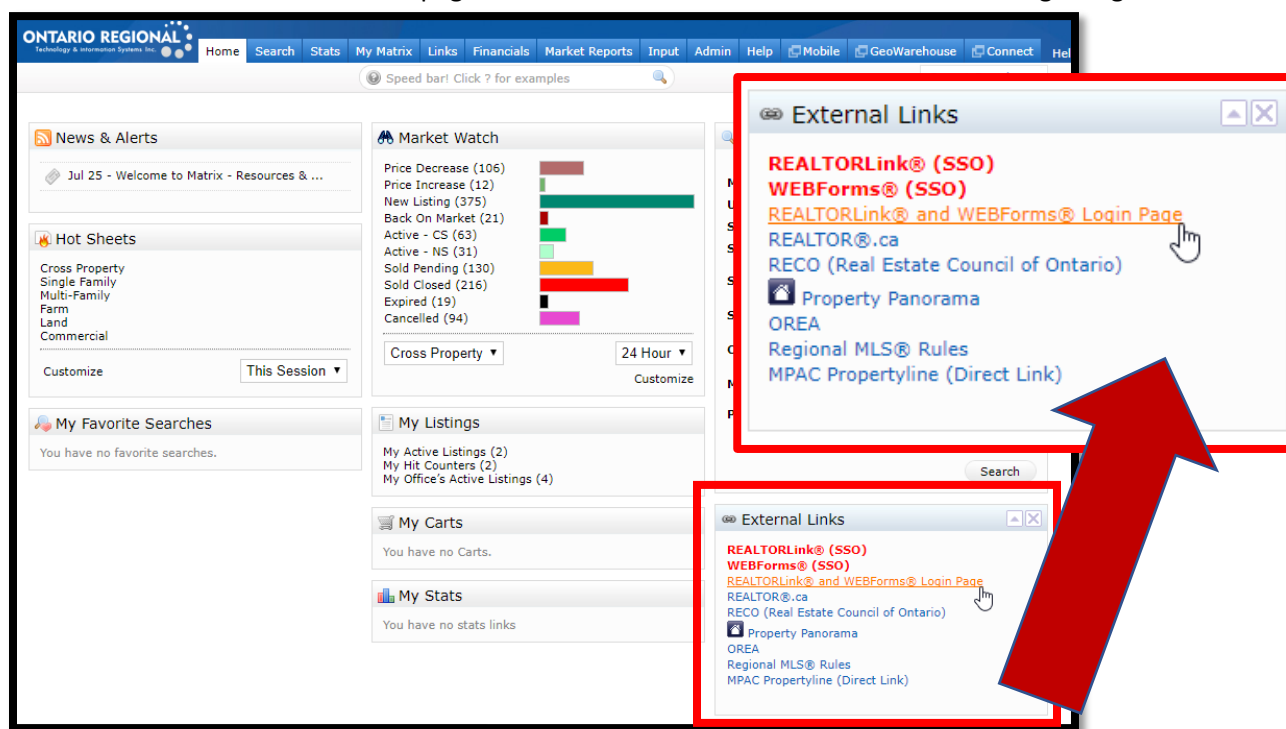 ONTARIO REGIONAL
Technology & Information Systems Inc.
Home Search Stats My Matrix Links Financials Market Reports Input Admin Help Mobile GeoWarehouse Connect
Speed bar! Click ? for examples
News & Alerts
Jul 25 - Welcome to Matrix - Resources & ...
Hot Sheets
Cross Property
Single Family
Multi-Family
Farm
Land
Commercial
Customize This Session
My Favorite Searches
You have no favorite searches.
Market Watch
Price Decrease (106)
Price Increase (12)
New Listing (375)
Back On Market (21)
Active - CS (63)
Active - NS (31)
Sold Pending (130)
Sold Closed (216)
Expired (19)
Cancelled (94)
Cross Property 24 Hour
Customize
My Listings
My Active Listings (2)
My Hit Counters (2)
My Office's Active Listings (4)
My Carts
You have no Carts.
My Stats
You have no stats links
External Links
REALTORLink® (SSO)
WEBForms® (SSO)
REALTORLink® and WEBForms® Login Page
REALTOR®.ca
RECO (Real Estate Council of Ontario)
Property Panorama
OREA
Regional MLS® Rules
MPAC Propertyline (Direct Link)
Search
External Links
REALTORLink® (SSO)
WEBForms® (SSO)
REALTORLink® and WEBForms® Login Page
REALTOR®.ca
RECO (Real Estate Council of Ontario)
Property Panorama
OREA
Regional MLS® Rules
MPAC Propertyline (Direct Link)